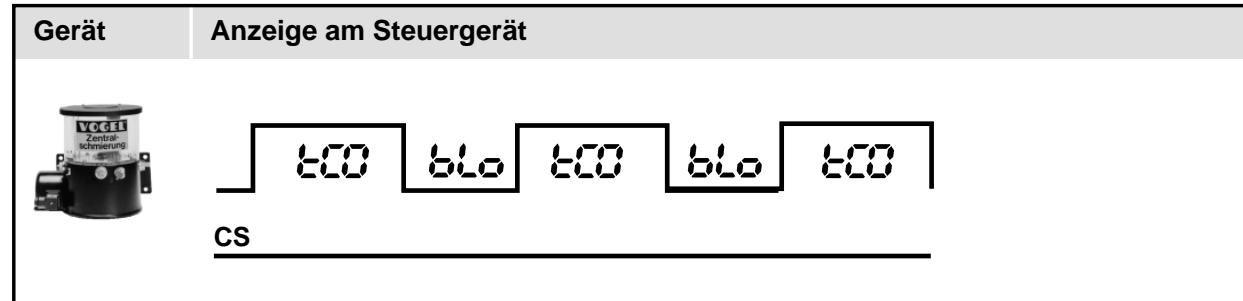 Gerät Anzeige am Steuergerät
VOGEL
Zentral-
schmierung
tCO bLo tCO bLo tCO
CS